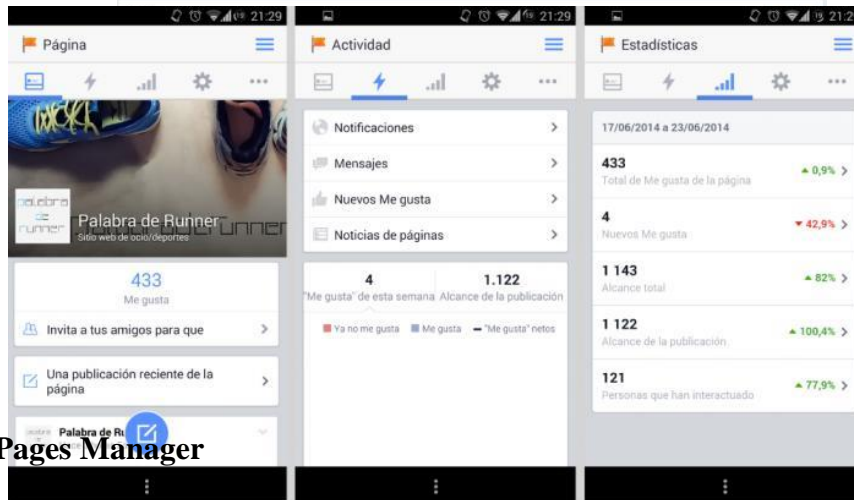 21:29
Página
Palabra de Runner
Sitio web de ocio/deportes
433
Me gusta
Invita a tus amigos para que
Una publicación reciente de la
página
Palabra de Ru
Pages Manager
21:29
Actividad
Notificaciones
Mensajes
Nuevos Me gusta
Noticias de páginas
4 1.122
"Me gusta" de esta semana Alcance de la publicación
Ya no me gusta Me gusta "Me gusta" netos
21:2
Estadísticas
17/06/2014 a 23/06/2014
433
Total de Me gusta de la página
0,9%
4
Nuevos Me gusta
42,9%
1 143
Alcance total
82%
1 122
Alcance de la publicación
100,4%
121
Personas que han interactuado
77,9%